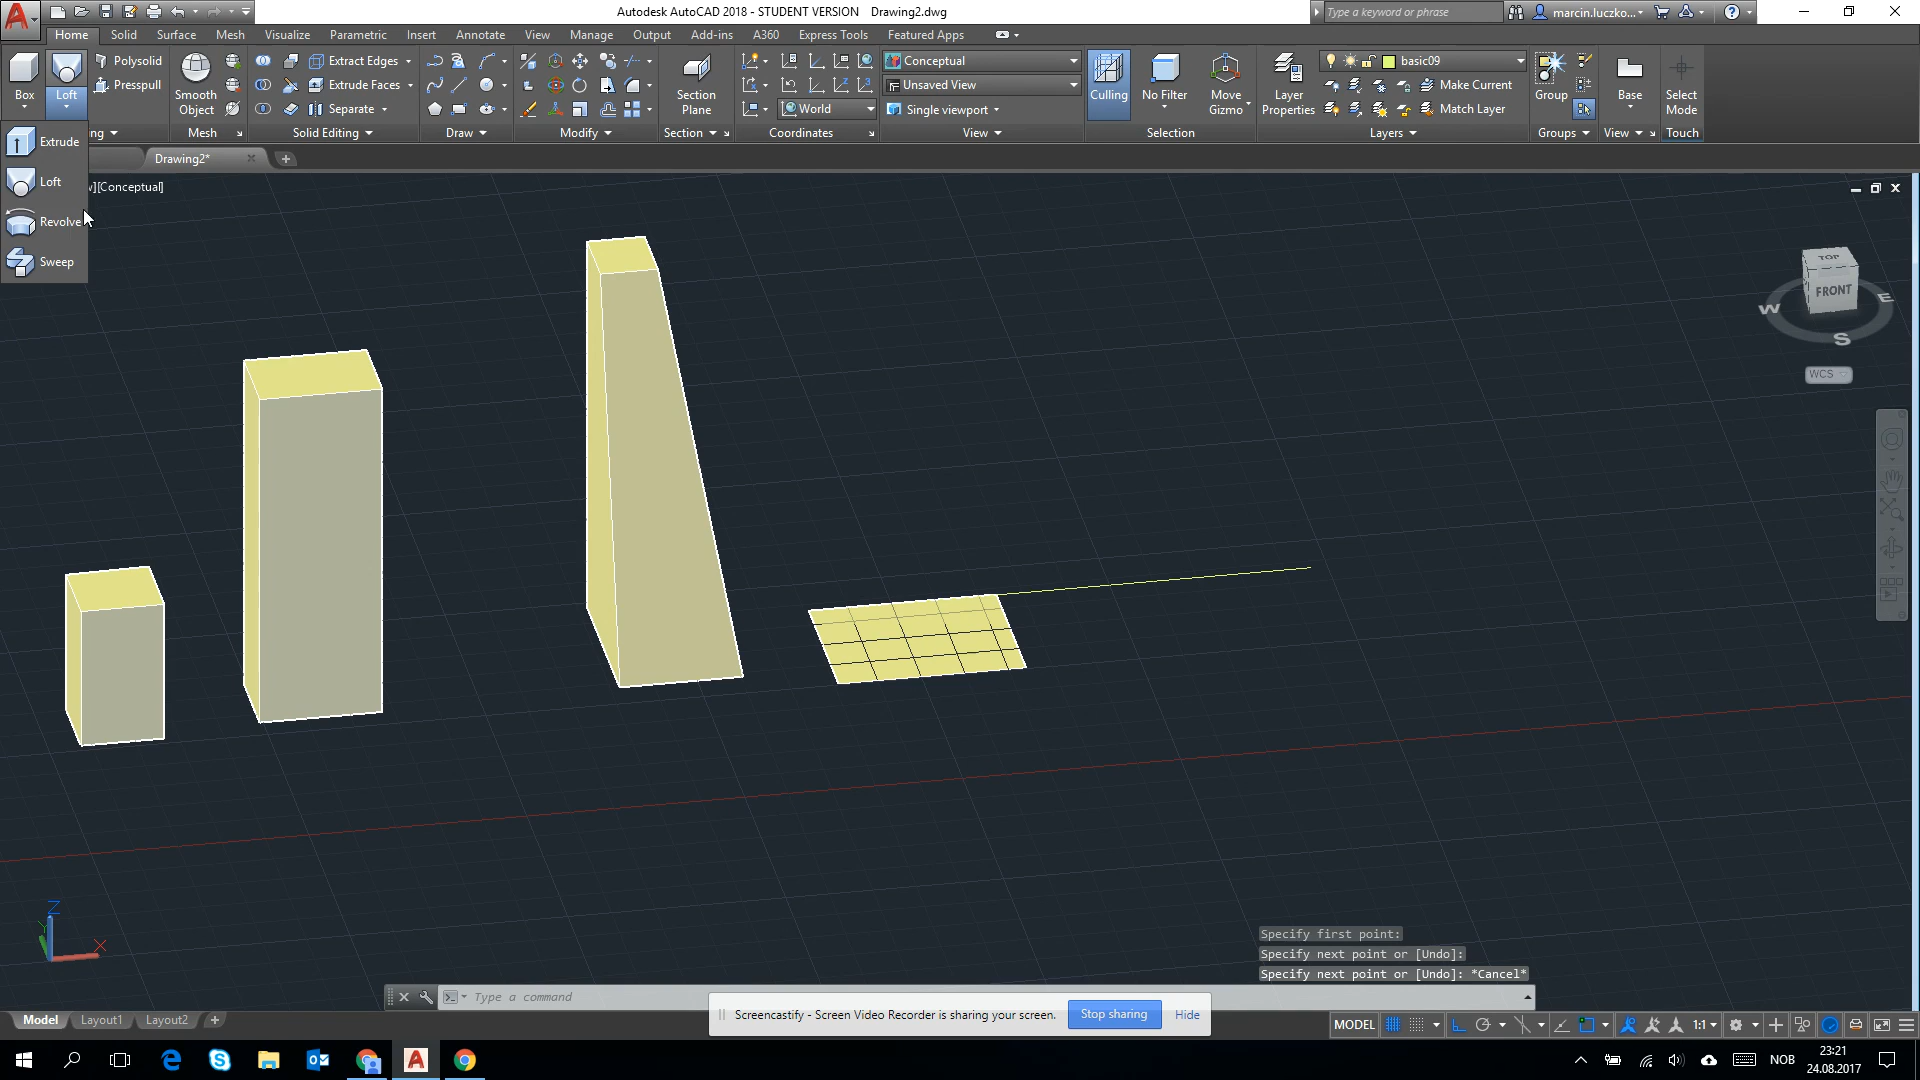 Autodesk AutoCAD 2018 - STUDENT VERSION Drawing2.dwg
Type a keyword or phrase
marcin.luczko...
Home Solid Surface Mesh Visualize Parametric Insert Annotate View Manage Output Add-ins A360 Express Tools Featured Apps
Box
Loft
Polysolid
Presspull
Smooth
Object
Extract Edges
Extrude Faces
Separate
Section
Plane
World
Conceptual
Unsaved View
Single viewport
Culling
No Filter
Move
Gizmo
Layer
Properties
basic09
Make Current
Match Layer
Group
Base
Select
Mode
ng Mesh Solid Editing Draw Modify Section Coordinates View Selection Layers Groups View Touch
Extrude
Loft
Revolve
Sweep
Drawing2*
w][Conceptual]
TOP
FRONT
W
E
S
WCS
Z
Y
X
Specify first point:
Specify next point or [Undo]:
Specify next point or [Undo]: *Cancel*
Type a command
Screencastify - Screen Video Recorder is sharing your screen.
Stop sharing
Hide
Model Layout1 Layout2
MODEL
1:1
NOB
23:21
24.08.2017